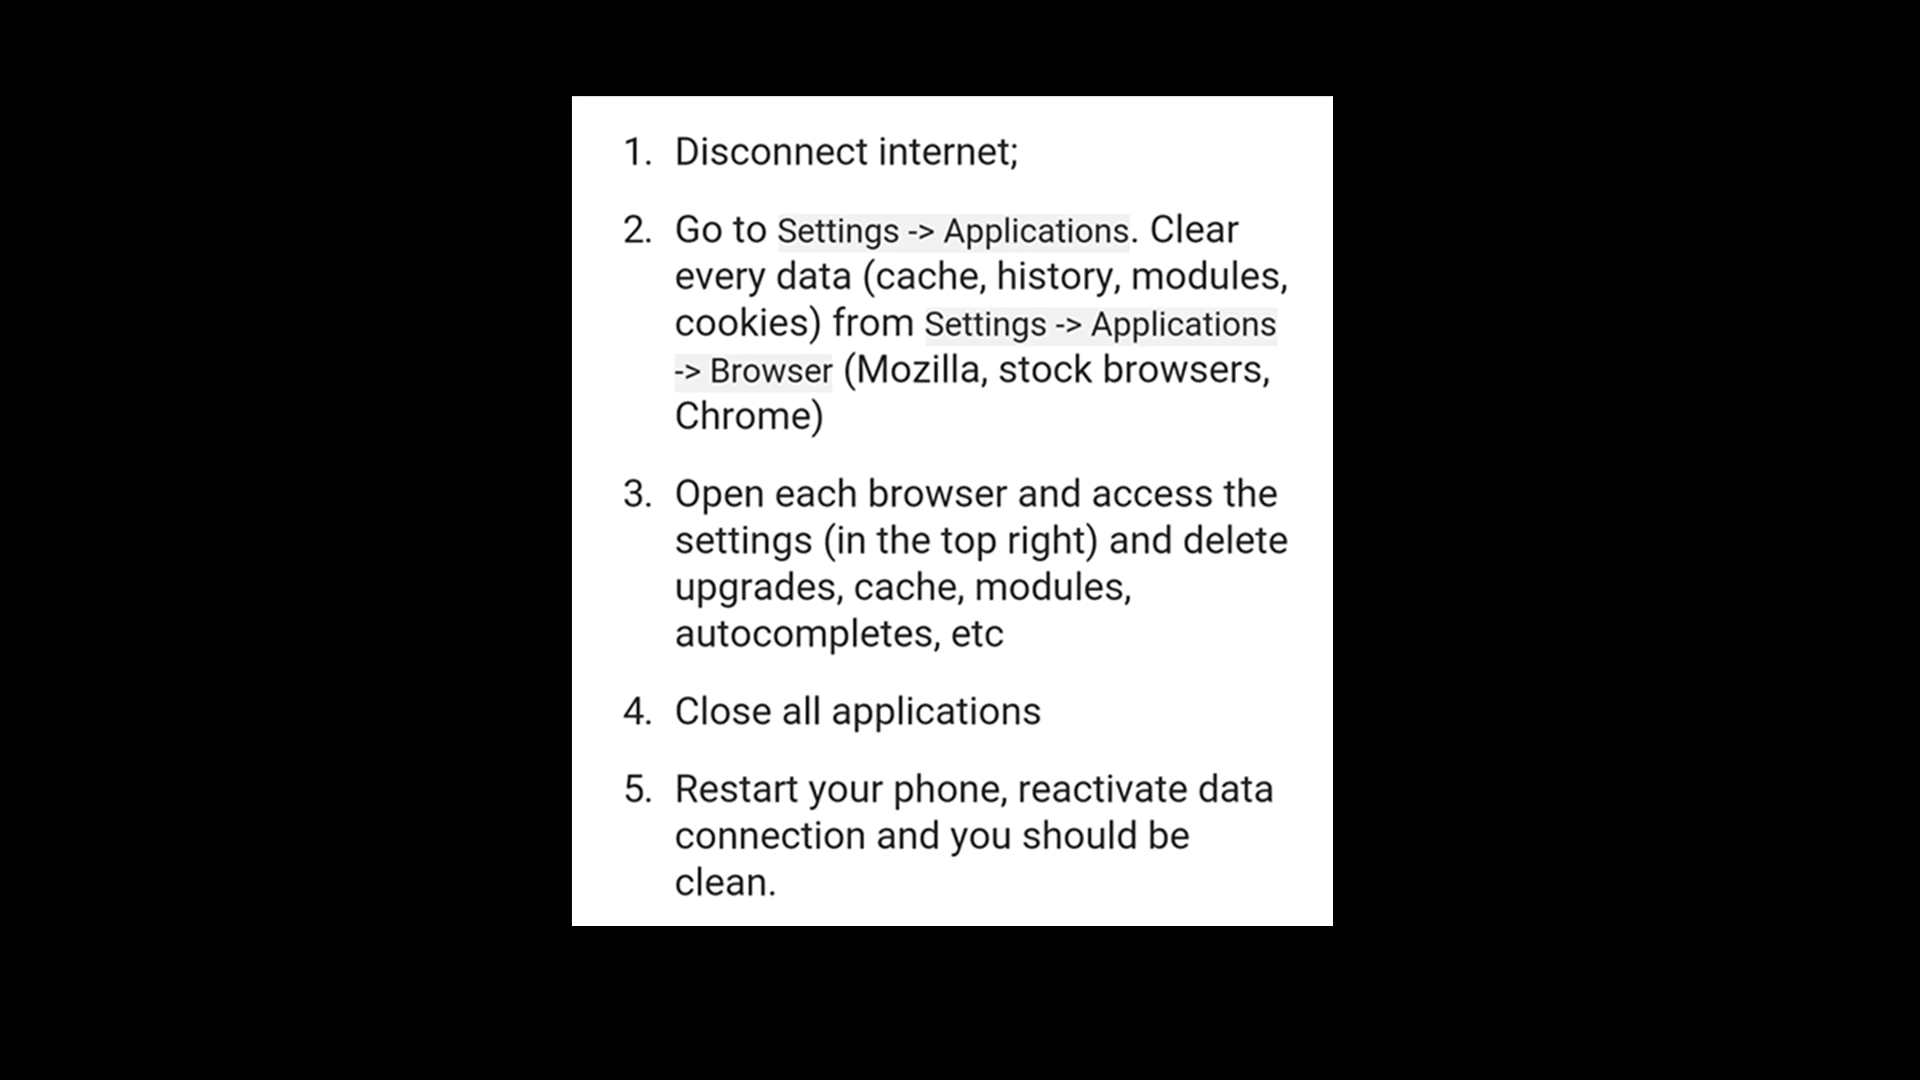 1. Disconnect internet;
2. Go to Settings -> Applications. Clear
every data (cache, history, modules,
cookies) from Settings -> Applications
-> Browser (Mozilla, stock browsers,
Chrome)
3. Open each browser and access the
settings (in the top right) and delete
upgrades, cache, modules,
autocompletes, etc
4. Close all applications
5. Restart your phone, reactivate data
connection and you should be
clean.